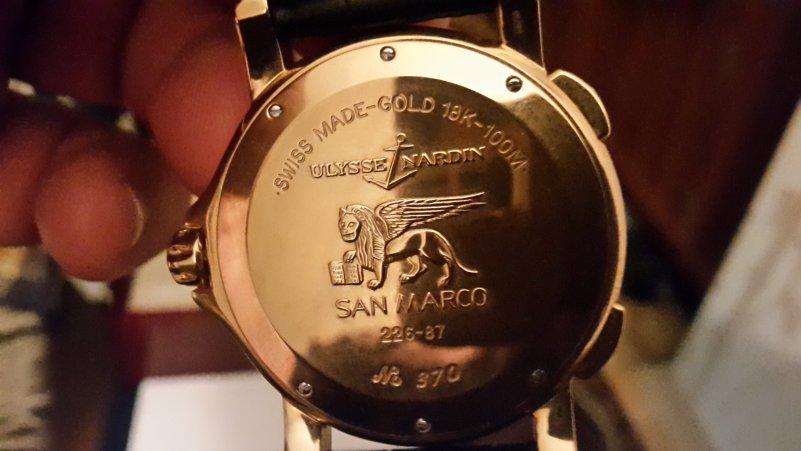 ·SWISS MADE-GOLD 18K-100M·
ULYSSE NARDIN
SAN MARCO
226-87
No 370